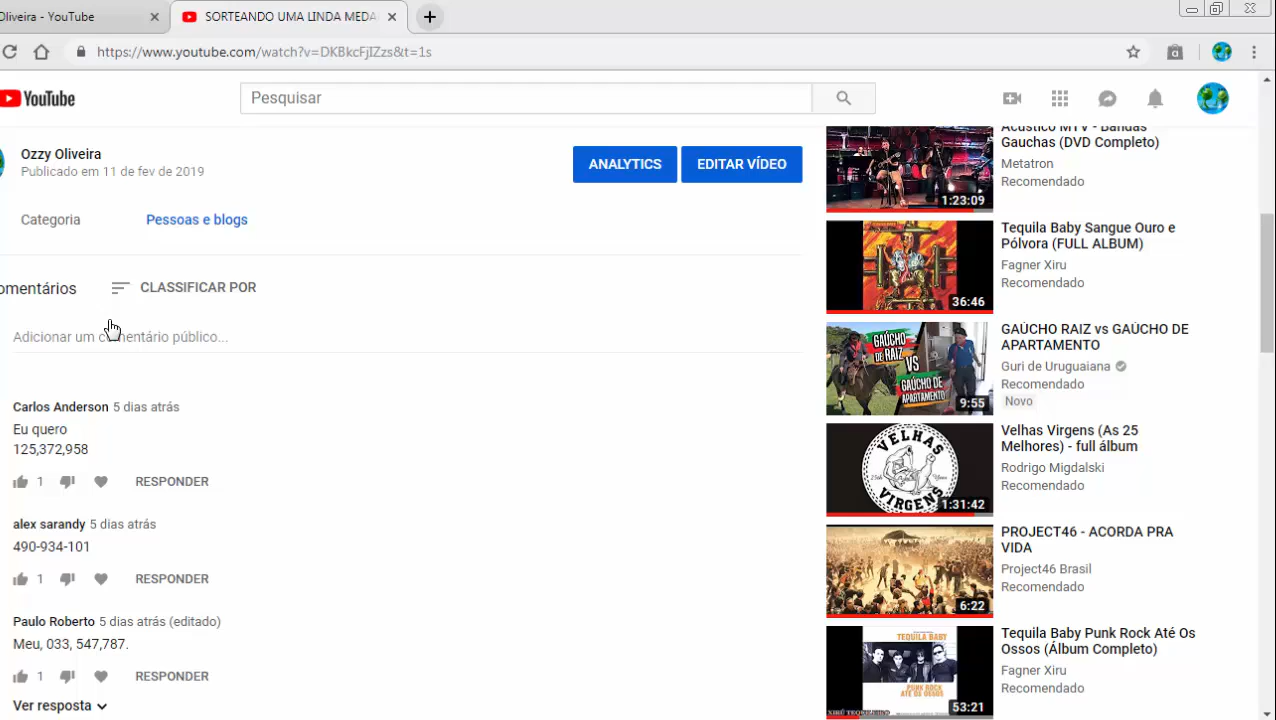 Oliveira - YouTube
SORTEANDO UMA LINDA MEDA
https://www.youtube.com/watch?v=DKBkcFjIZzs&t=1s
YouTube
Pesquisar
Ozzy Oliveira
Publicado em 11 de fev de 2019
ANALYTICS
EDITAR VÍDEO
Categoria
Pessoas e blogs
omentários
CLASSIFICAR POR
Adicionar um comentário público...
Carlos Anderson 5 dias atrás
Eu quero
125,372,958
1
RESPONDER
alex sarandy 5 dias atrás
490-934-101
1
RESPONDER
Paulo Roberto 5 dias atrás (editado)
Meu, 033, 547,787.
1
RESPONDER
Ver resposta
Acústico MTV - Bandas
Gauchas (DVD Completo)
Metatron
Recomendado
1:23:09
Tequila Baby Sangue Ouro e
Pólvora (FULL ALBUM)
Fagner Xiru
Recomendado
36:46
GAÚCHO RAIZ vs GAÚCHO DE
APARTAMENTO
Guri de Uruguaiana
Recomendado
Novo
GAÚCHO
DE RAIZ
VS
GAÚCHO DE
APARTAMENTO
9:55
Velhas Virgens (As 25
Melhores) - full álbum
Rodrigo Migdalski
Recomendado
VELHAS
VIRGENS
1:31:42
PROJECT46 - ACORDA PRA
VIDA
Project46 Brasil
Recomendado
6:22
Tequila Baby Punk Rock Até Os
Ossos (Álbum Completo)
Fagner Xiru
Recomendado
TEQUILA BABY
PUNK ROCK
ATÉ OS OSSOS
53:21